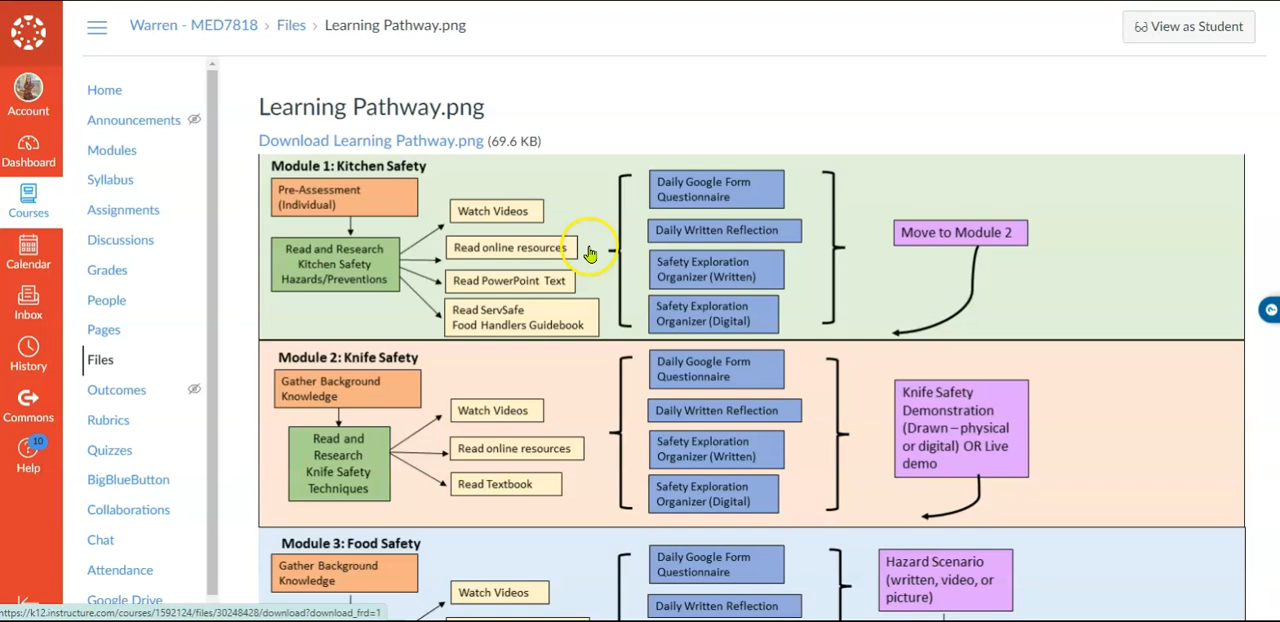 Warren - MED7818 > Files > Learning Pathway.png
View as Student
Account
Dashboard
Courses
Calendar
Inbox
History
Commons
10
Help
Home
Announcements
Modules
Syllabus
Assignments
Discussions
Grades
People
Pages
Files
Outcomes
Rubrics
Quizzes
BigBlueButton
Collaborations
Chat
Attendance
Google Drive
Learning Pathway.png
Download Learning Pathway.png (69.6 KB)
Module 1: Kitchen Safety
Pre-Assessment
(Individual)
Read and Research
Kitchen Safety
Hazards/Preventions
Watch Videos
Read online resources
Read PowerPoint Text
Read ServSafe
Food Handlers Guidebook
Daily Google Form
Questionnaire
Daily Written Reflection
Safety Exploration
Organizer (Written)
Safety Exploration
Organizer (Digital)
Move to Module 2
Module 2: Knife Safety
Gather Background
Knowledge
Read and
Research
Knife Safety
Techniques
Watch Videos
Read online resources
Read Textbook
Daily Google Form
Questionnaire
Daily Written Reflection
Safety Exploration
Organizer (Written)
Safety Exploration
Organizer (Digital)
Knife Safety
Demonstration
(Drawn – physical
or digital) OR Live
demo
Module 3: Food Safety
Gather Background
Knowledge
Watch Videos
Daily Google Form
Questionnaire
Daily Written Reflection
Hazard Scenario
(written, video, or
picture)
https://k12.instructure.com/courses/1592124/files/30248428/download?download_frd=1